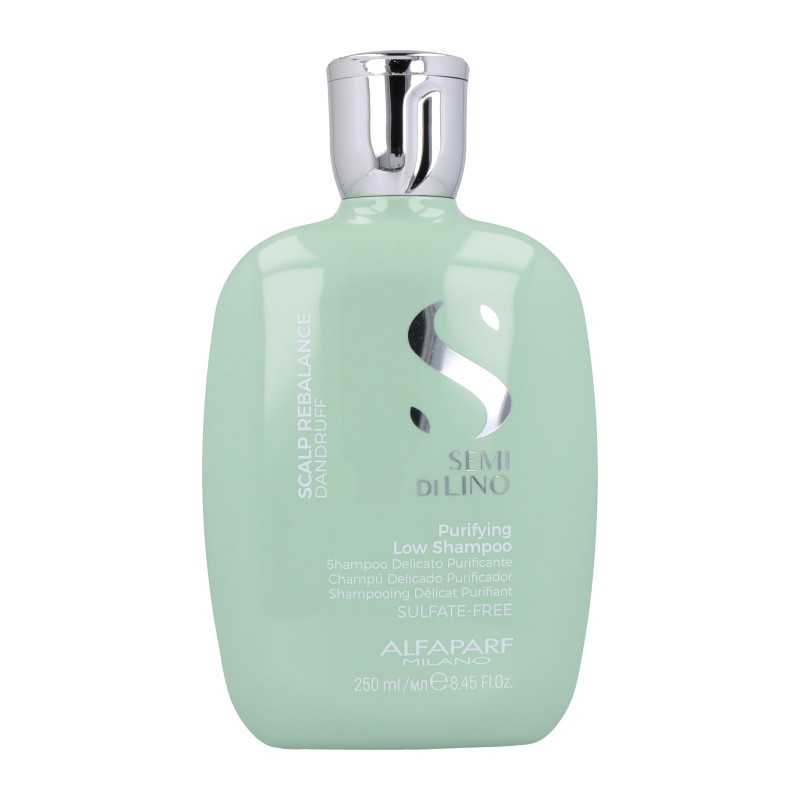 SCALP REBALANCE
DANDRUFF
SEMI
DI LINO
Purifying
Low Shampoo
Shampoo Delicato Purificante
Champú Delicado Purificador
Shampooing Délicat Purifiant
SULFATE-FREE
ALFAPARF
MILANO
250 ml/мл ℮ 8.45 Fl.Oz.